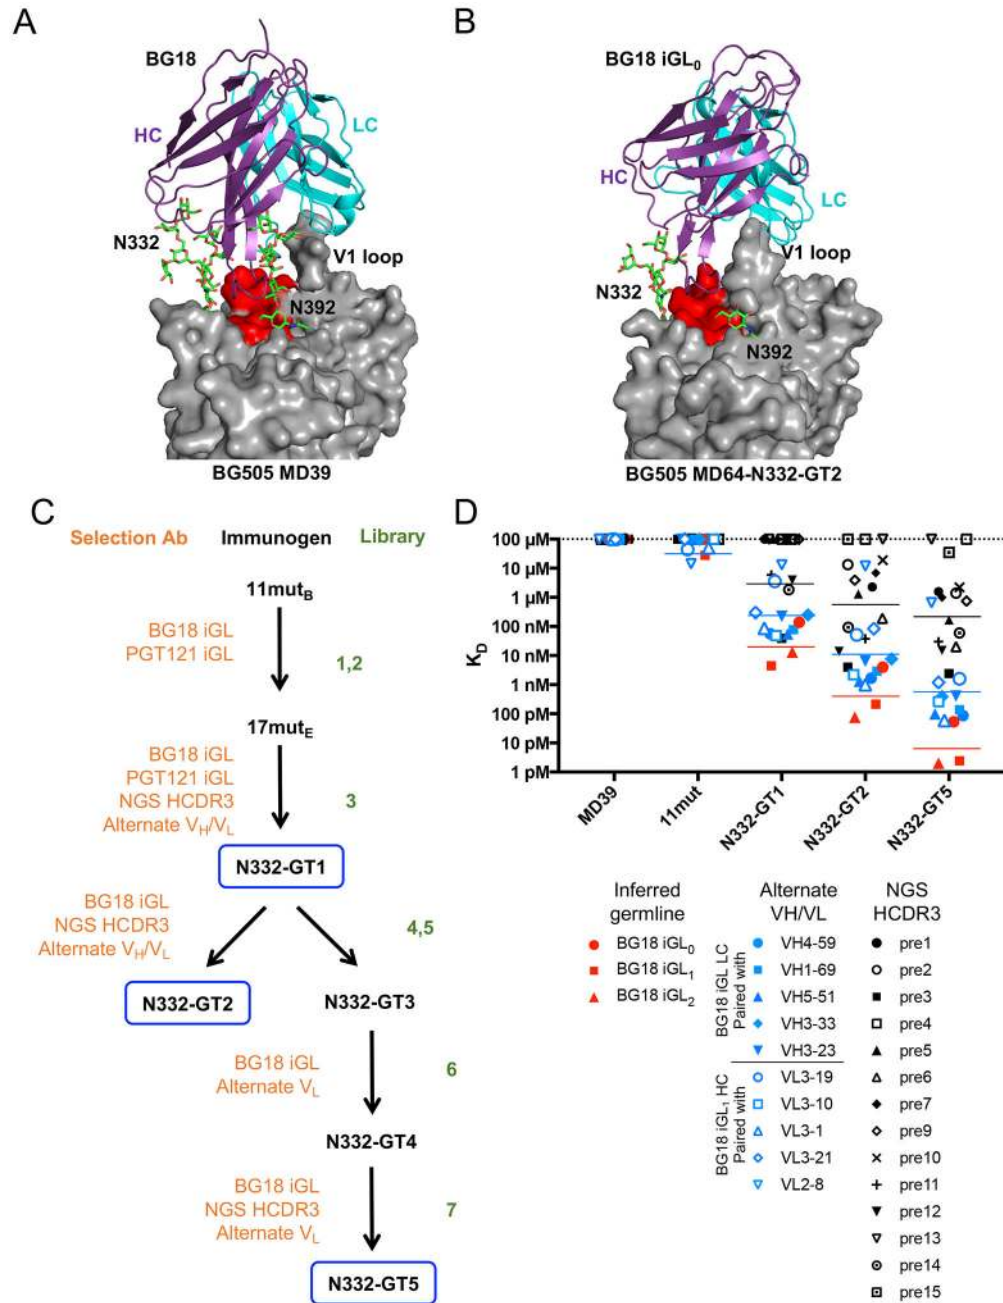 A
BG18
HC
LC
N332
V1 loop
N392
BG505 MD39
B
BG18 iGL0
HC
LC
V1 loop
N332
N392
BG505 MD64-N332-GT2
C
Selection Ab
Immunogen
Library
11mutB
BG18 iGL
PGT121 iGL
1,2
17mutE
BG18 iGL
PGT121 iGL
NGS HCDR3
Alternate VH/VL
3
N332-GT1
BG18 iGL
NGS HCDR3
Alternate VH/VL
4,5
N332-GT2
N332-GT3
BG18 iGL
Alternate VL
6
N332-GT4
BG18 iGL
NGS HCDR3
Alternate VL
7
N332-GT5
D
KD
100 µM
10 µM
1 µM
100 nM
10 nM
1 nM
100 pM
10 pM
1 pM
MD39
11mut
N332-GT1
N332-GT2
N332-GT5
Inferred
germline
BG18 iGL0
BG18 iGL1
BG18 iGL2
Alternate
VH/VL
BG18 iGL LC
Paired with
VH4-59
VH1-69
VH5-51
VH3-33
VH3-23
BG18 iGL1 HC
Paired with
VL3-19
VL3-10
VL3-1
VL3-21
VL2-8
NGS
HCDR3
pre1
pre2
pre3
pre4
pre5
pre6
pre7
pre9
pre10
pre11
pre12
pre13
pre14
pre15